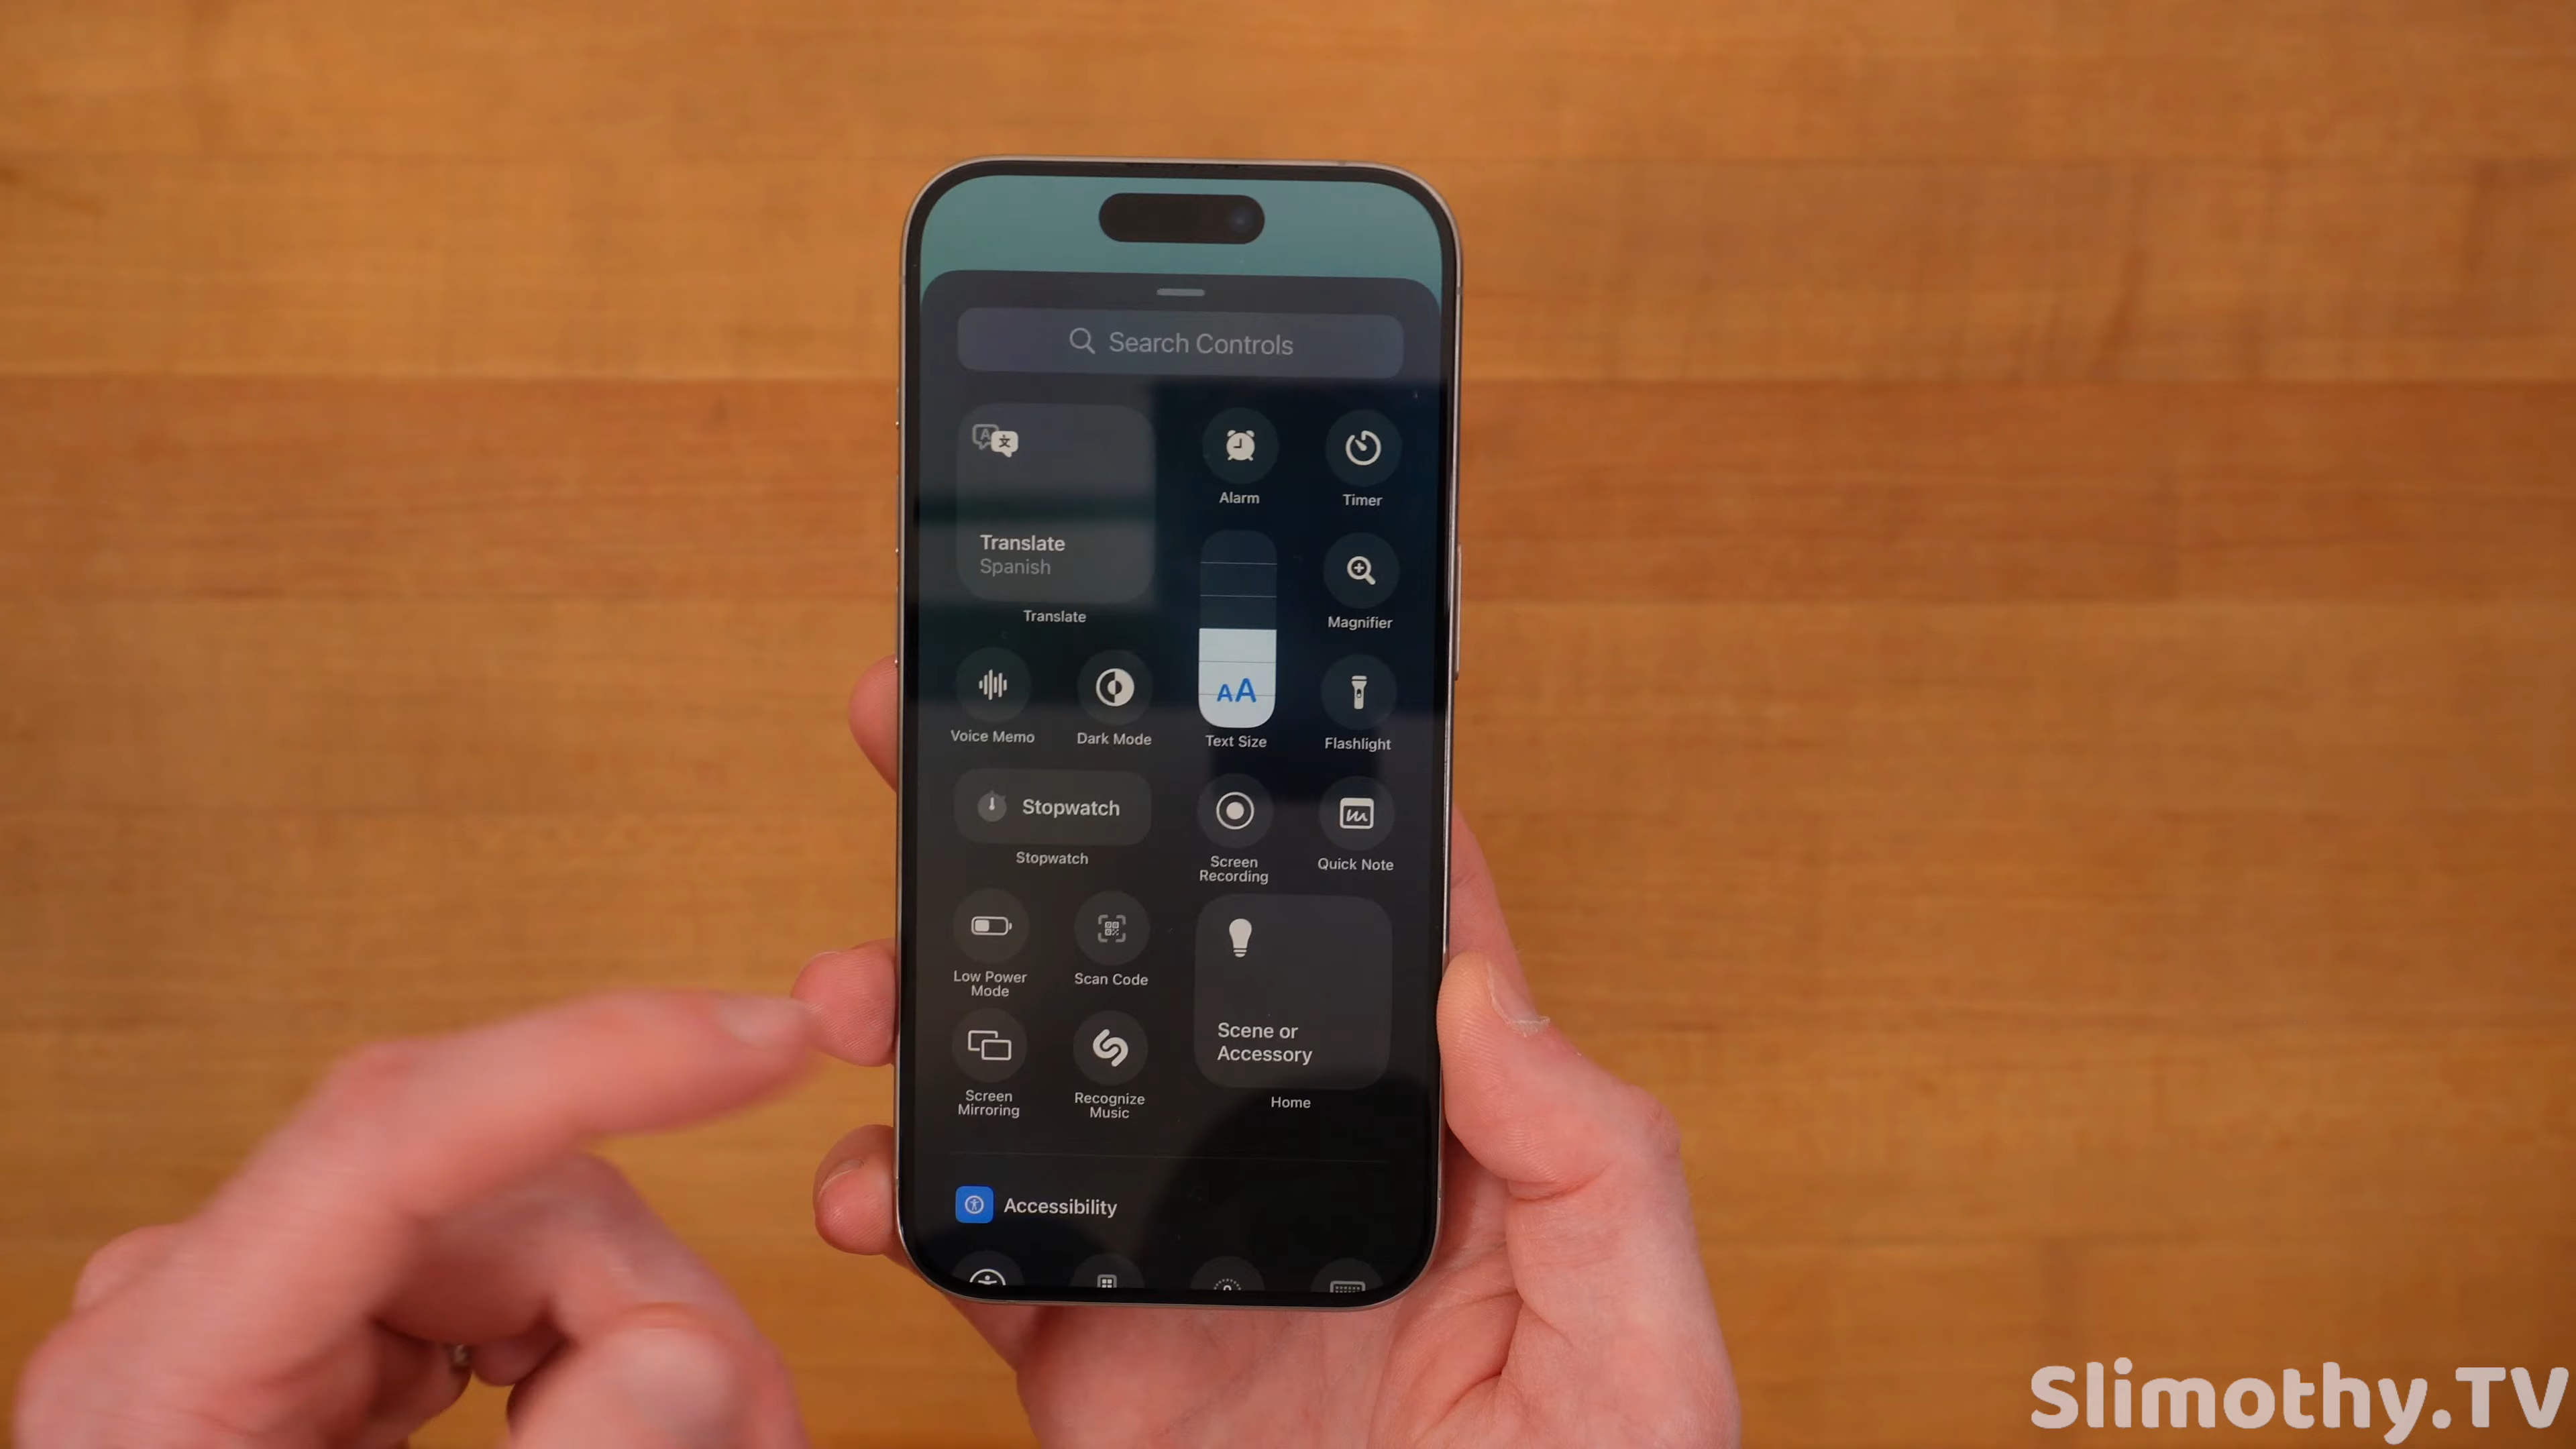 Search Controls
Translate
Spanish
Translate
Alarm
Timer
Magnifier
Voice Memo
Dark Mode
AA
Text Size
Flashlight
Stopwatch
Stopwatch
Screen
Recording
Quick Note
Low Power
Mode
Scan Code
Scene or
Accessory
Home
Screen
Mirroring
Recognize
Music
Accessibility
Slimothy.TV